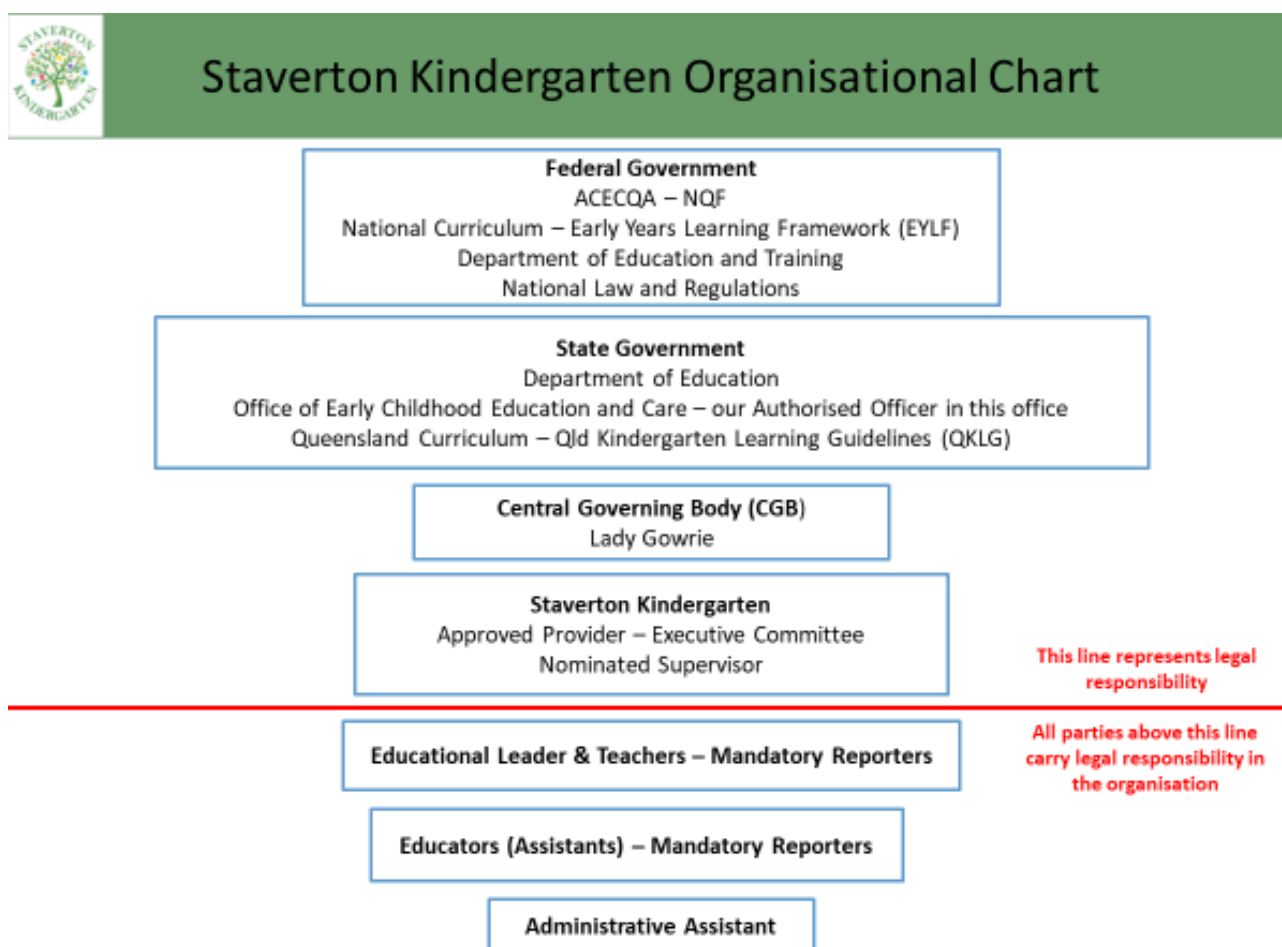 STAVERTON
KINDERGARTEN
Staverton Kindergarten Organisational Chart
Federal Government
ACECQA – NQF
National Curriculum – Early Years Learning Framework (EYLF)
Department of Education and Training
National Law and Regulations
State Government
Department of Education
Office of Early Childhood Education and Care – our Authorised Officer in this office
Queensland Curriculum – Qld Kindergarten Learning Guidelines (QKLG)
Central Governing Body (CGB)
Lady Gowrie
Staverton Kindergarten
Approved Provider – Executive Committee
Nominated Supervisor
This line represents legal
responsibility
Educational Leader & Teachers – Mandatory Reporters
All parties above this line
carry legal responsibility in
the organisation
Educators (Assistants) – Mandatory Reporters
Administrative Assistant